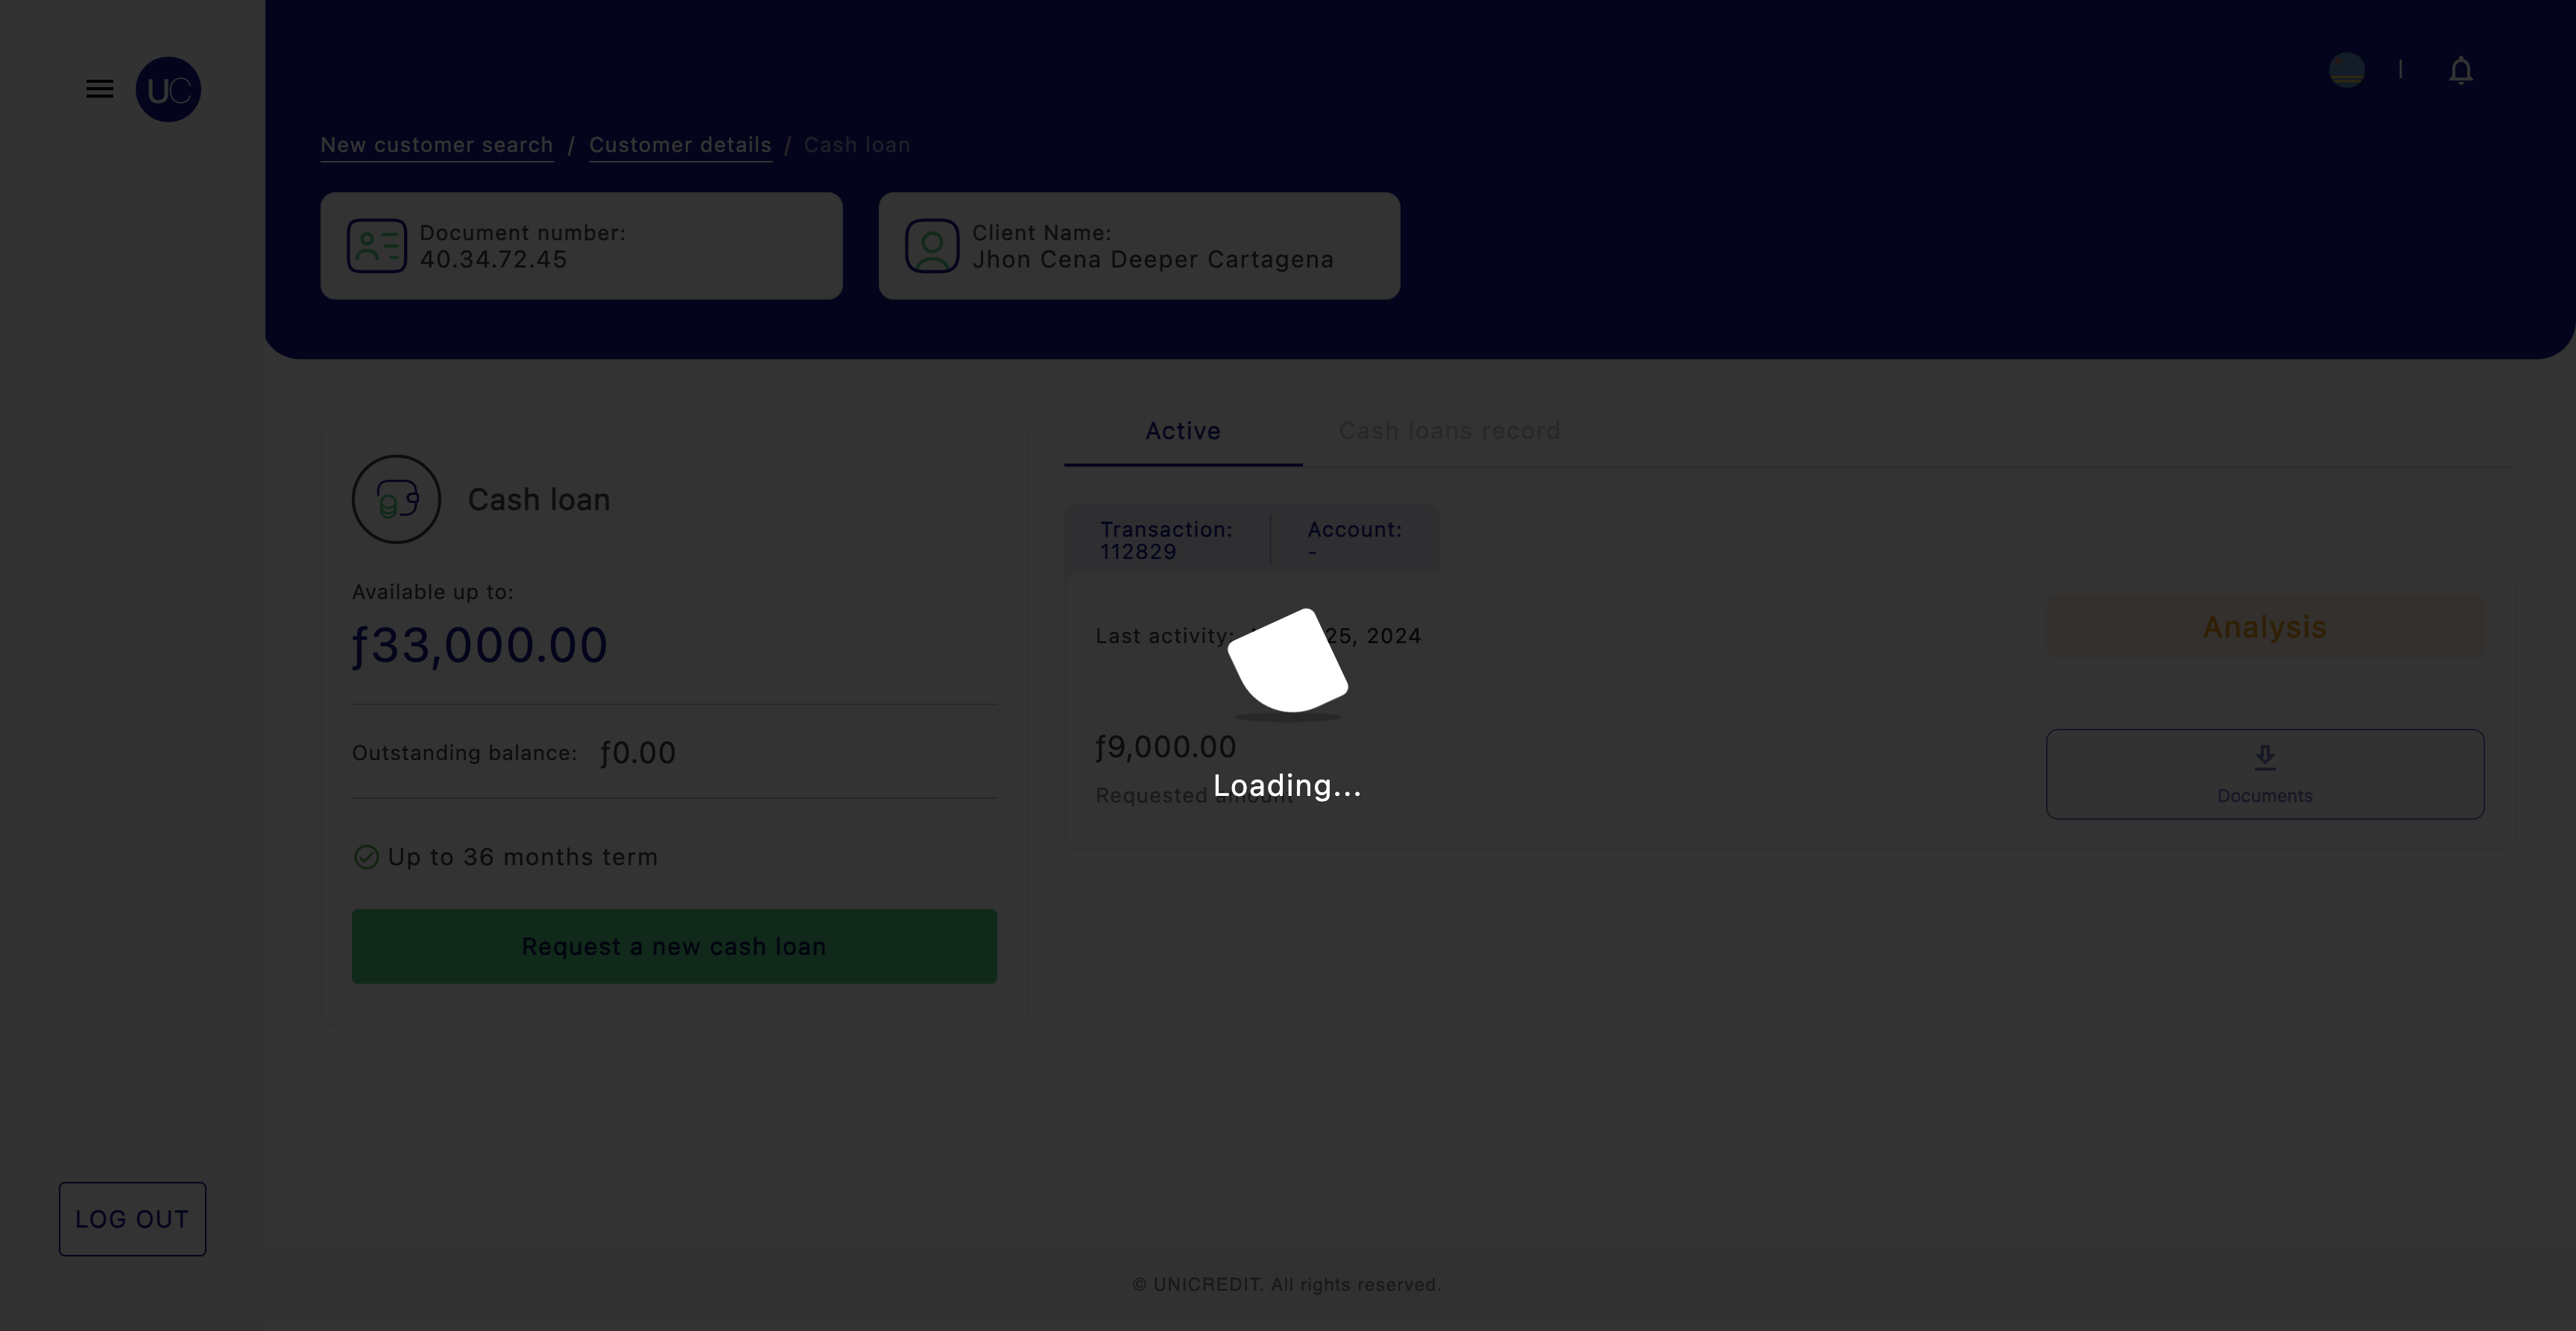 UC
New customer search / Customer details / Cash loan
Document number:
40.34.72.45
Client Name:
Jhon Cena Deeper Cartagena
Cash loan
Available up to:
ƒ33,000.00
Outstanding balance: ƒ0.00
Up to 36 months term
Request a new cash loan
Active
Cash loans record
Transaction:
112829
Account:
-
Last activity: 25, 2024
Analysis
ƒ9,000.00
Requested amount
Documents
Loading...
LOG OUT
© UNICREDIT. All rights reserved.